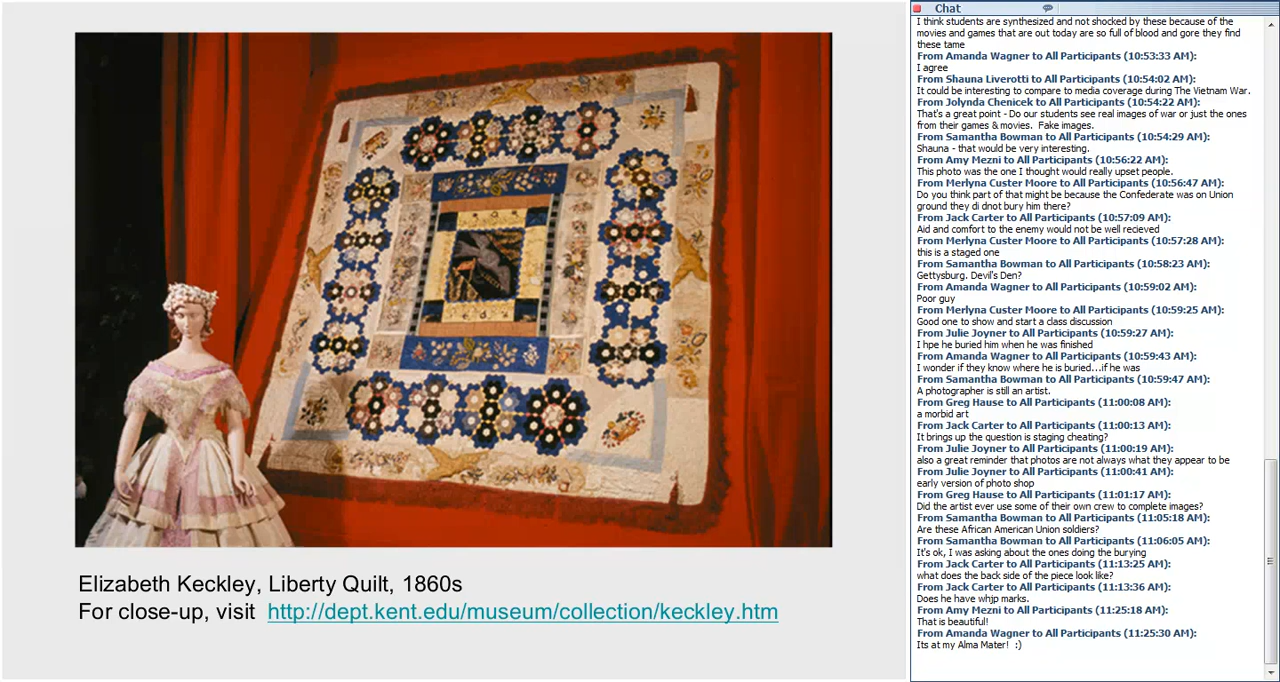 Elizabeth Keckley, Liberty Quilt, 1860s
For close-up, visit http://dept.kent.edu/museum/collection/keckley.htm
Chat
I think students are synthesized and not shocked by these because of the
movies and games that are out today are so full of blood and gore they find
these tame
From Amanda Wagner to All Participants (10:53:33 AM):
I agree
From Shauna Liverotti to All Participants (10:54:02 AM):
It could be interesting to compare to media coverage during The Vietnam War.
From Jolynda Chenicek to All Participants (10:54:22 AM):
That's a great point - Do our students see real images of war or just the ones
from their games & movies. Fake images.
From Samantha Bowman to All Participants (10:54:29 AM):
Shauna - that would be very interesting.
From Amy Mezni to All Participants (10:56:22 AM):
This photo was the one I thought would really upset people.
From Merlyna Custer Moore to All Participants (10:56:47 AM):
Do you think part of that might be because the Confederate was on Union
ground they di dnot bury him there?
From Jack Carter to All Participants (10:57:09 AM):
Aid and comfort to the enemy would not be well recieved
From Merlyna Custer Moore to All Participants (10:57:28 AM):
this is a staged one
From Samantha Bowman to All Participants (10:58:23 AM):
Gettysburg. Devil's Den?
From Amanda Wagner to All Participants (10:59:02 AM):
Poor guy
From Merlyna Custer Moore to All Participants (10:59:25 AM):
Good one to show and start a class discussion
From Julie Joyner to All Participants (10:59:27 AM):
I hpe he buried him when he was finished
From Amanda Wagner to All Participants (10:59:43 AM):
I wonder if they know where he is buried...if he was
From Samantha Bowman to All Participants (10:59:47 AM):
A photographer is still an artist.
From Greg Hause to All Participants (11:00:08 AM):
a morbid art
From Jack Carter to All Participants (11:00:13 AM):
It brings up the question is staging cheating?
From Julie Joyner to All Participants (11:00:19 AM):
also a great reminder that photos are not always what they appear to be
From Julie Joyner to All Participants (11:00:41 AM):
early version of photo shop
From Greg Hause to All Participants (11:01:17 AM):
Did the artist ever use some of their own crew to complete images?
From Samantha Bowman to All Participants (11:05:18 AM):
Are these African American Union soldiers?
From Samantha Bowman to All Participants (11:06:05 AM):
It's ok, I was asking about the ones doing the burying
From Jack Carter to All Participants (11:13:25 AM):
what does the back side of the piece look like?
From Jack Carter to All Participants (11:13:36 AM):
Does he have whjp marks.
From Amy Mezni to All Participants (11:25:18 AM):
That is beautiful!
From Amanda Wagner to All Participants (11:25:30 AM):
Its at my Alma Mater! :)